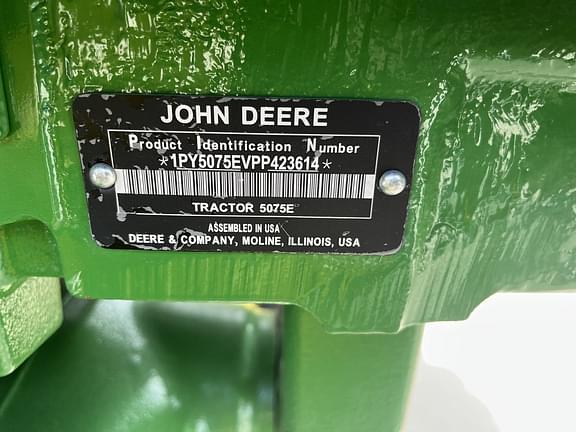 JOHN DEERE
Product Identification Number
*1PY5075EVPP423614*
TRACTOR 5075E
ASSEMBLED IN USA
DEERE & COMPANY, MOLINE, ILLINOIS, USA